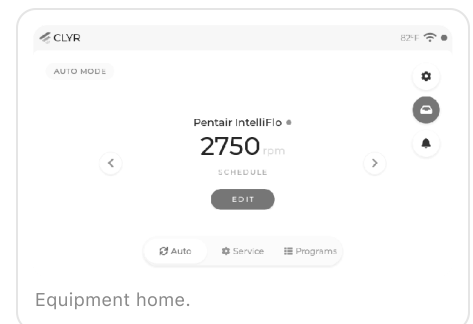 CLYR
82°F
AUTO MODE
Pentair IntelliFlo
2750 rpm
SCHEDULE
EDIT
Auto Service Programs
Equipment home.